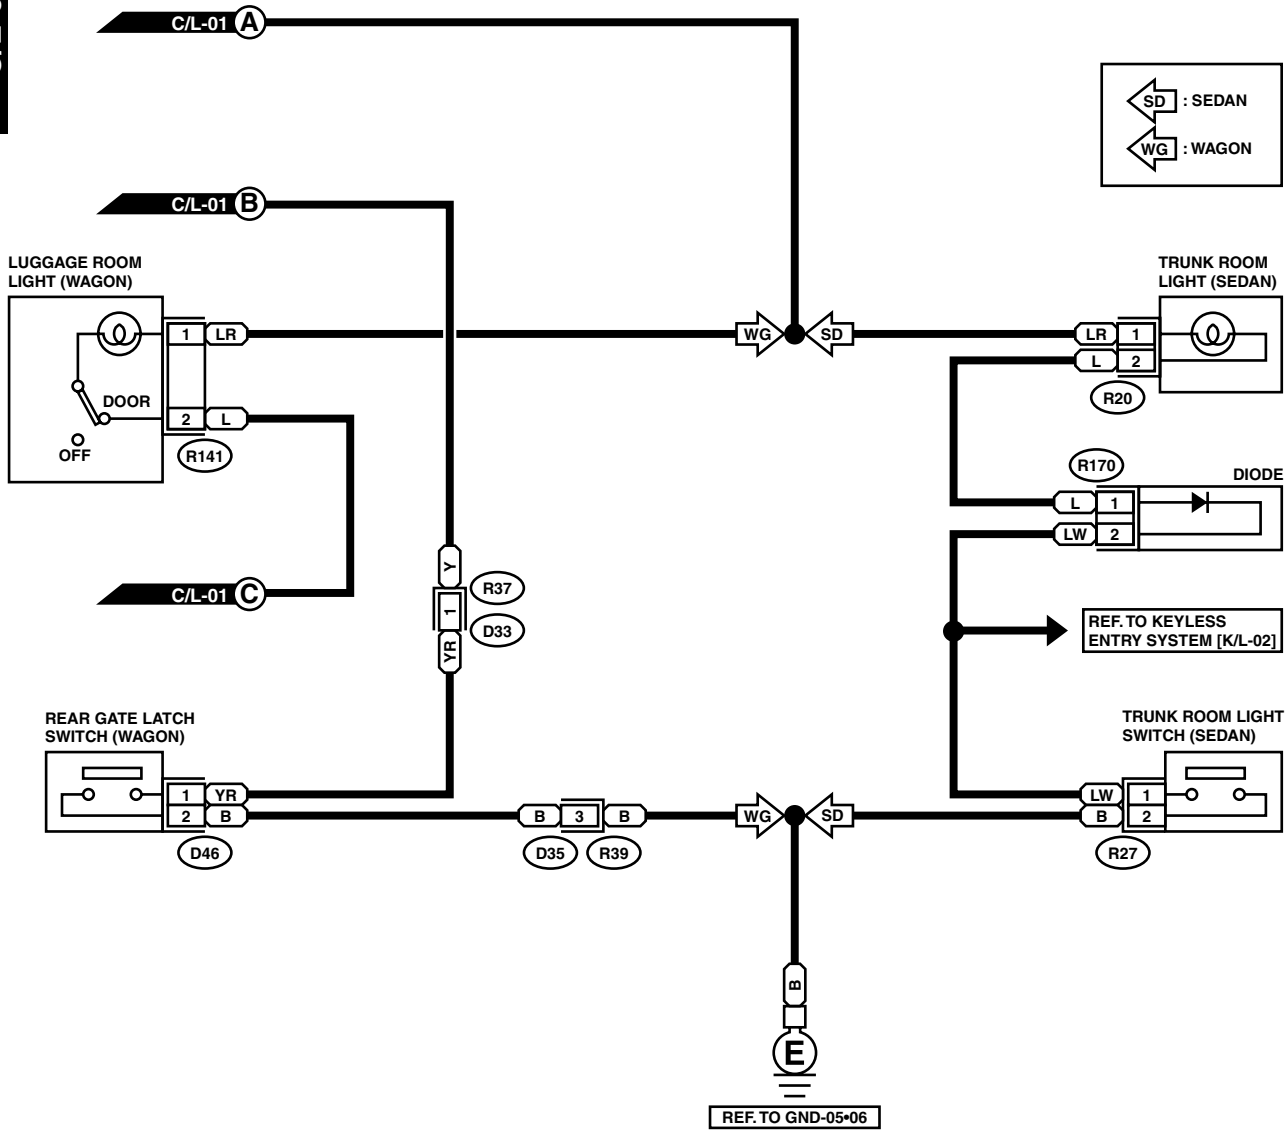 C/L-01 A
SD : SEDAN
WG : WAGON
C/L-01 B
LUGGAGE ROOM
LIGHT (WAGON)
1 LR
DOOR
2 L
OFF
R141
WG
SD
TRUNK ROOM
LIGHT (SEDAN)
LR 1
L 2
R20
R170
DIODE
L 1
LW 2
C/L-01 C
Y
R37
1
D33
YR
REF. TO KEYLESS
ENTRY SYSTEM [K/L-02]
REAR GATE LATCH
SWITCH (WAGON)
1 YR
2 B
D46
B 3 B
D35
R39
WG
SD
TRUNK ROOM LIGHT
SWITCH (SEDAN)
LW 1
B 2
R27
B
E
REF. TO GND-05•06